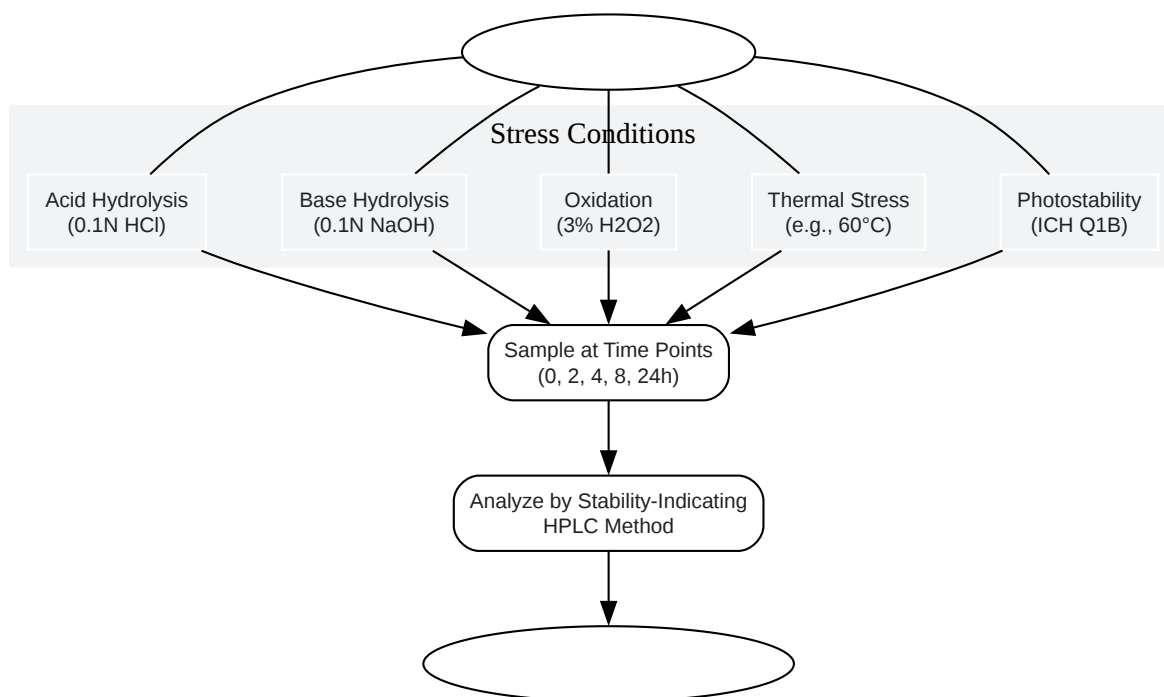 Stress Conditions
Acid Hydrolysis
(0.1N HCl)
Base Hydrolysis
(0.1N NaOH)
Oxidation
(3% H2O2)
Thermal Stress
(e.g., 60°C)
Photostability
(ICH Q1B)
Sample at Time Points
(0, 2, 4, 8, 24h)
Analyze by Stability-Indicating
HPLC Method